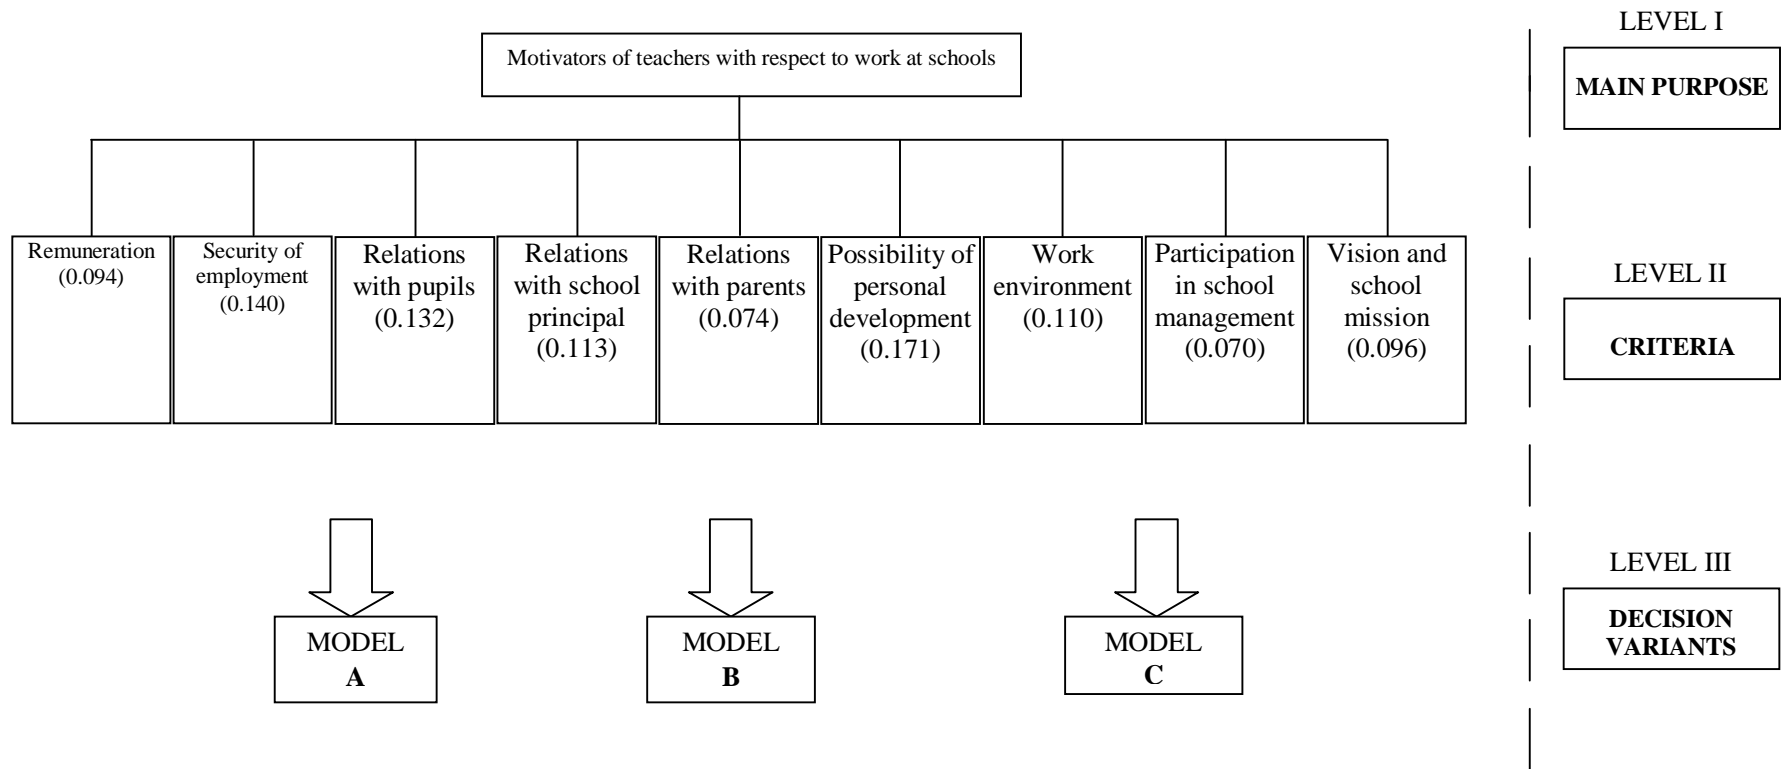 LEVEL I
Motivators of teachers with respect to work at schools
MAIN PURPOSE
Remuneration
(0.094)
Security of
employment
(0.140)
Relations
with pupils
(0.132)
Relations
with school
principal
(0.113)
Relations
with parents
(0.074)
Possibility of
personal
development
(0.171)
Work
environment
(0.110)
Participation
in school
management
(0.070)
Vision and
school
mission
(0.096)
LEVEL II
CRITERIA
LEVEL III
DECISION
VARIANTS
MODEL
A
MODEL
B
MODEL
C